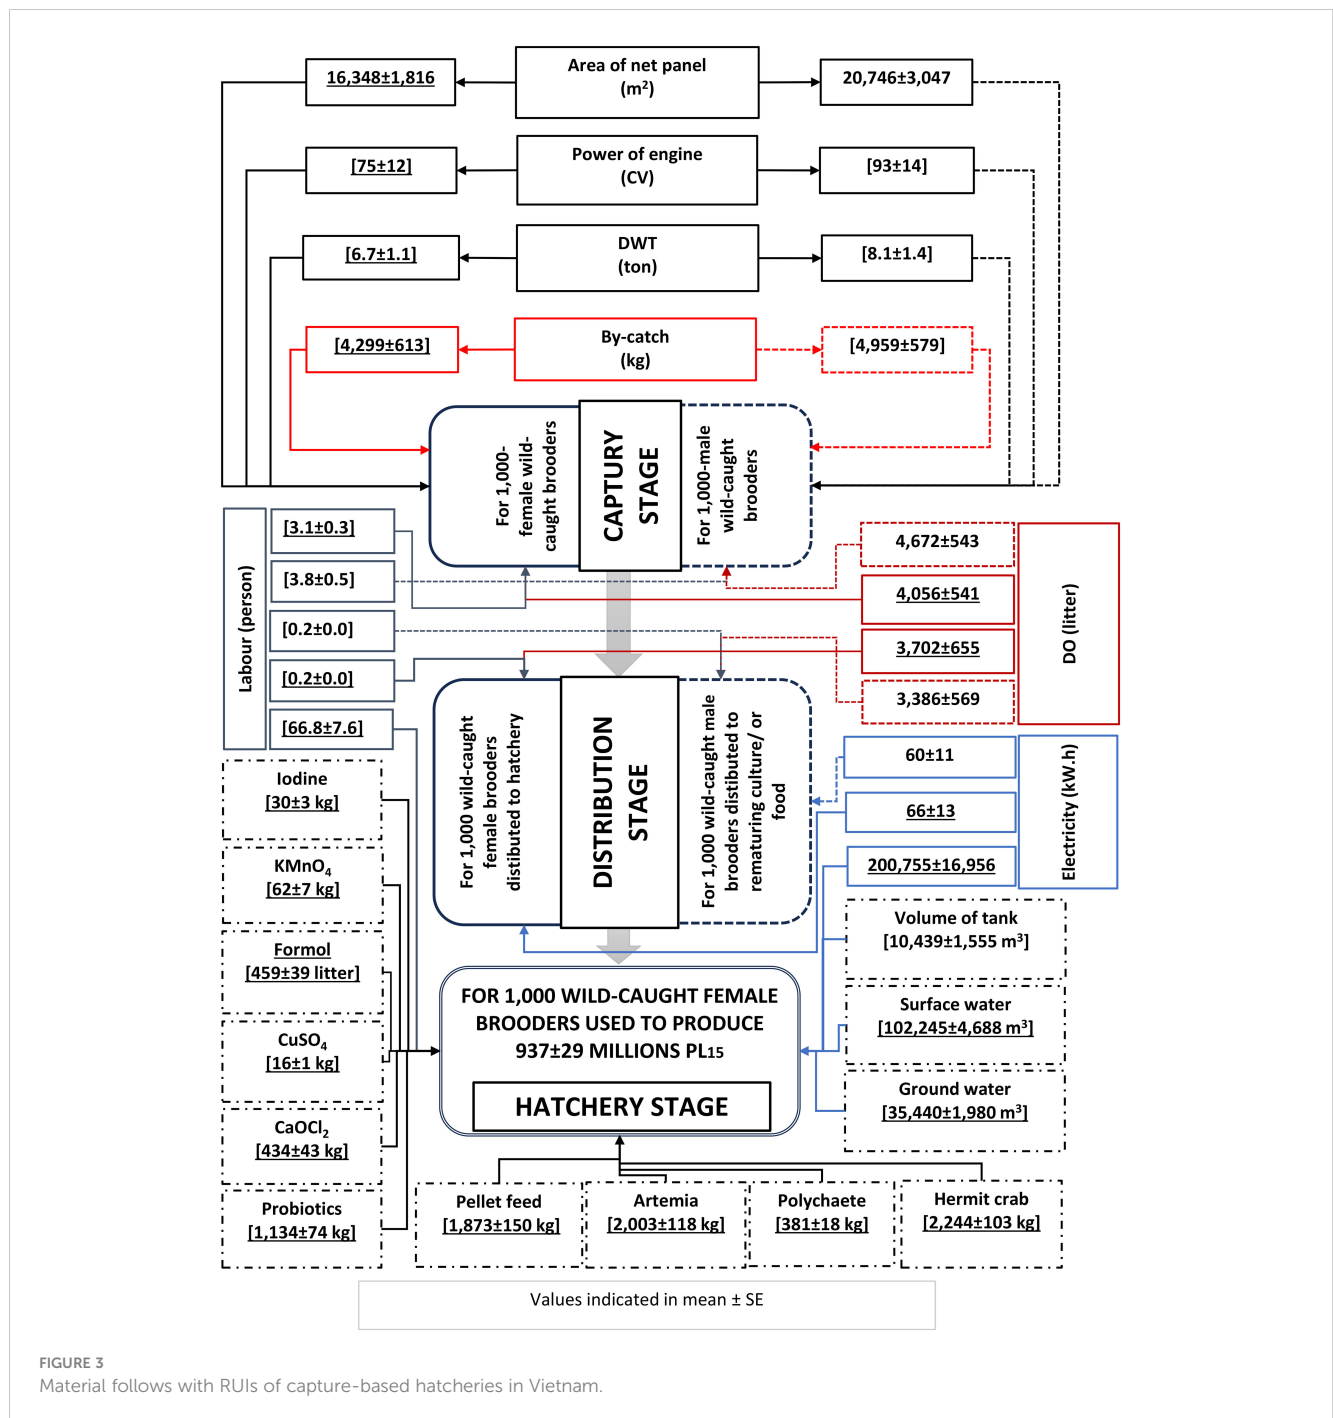 16,348±1,816
Area of net panel
(m²)
20,746±3,047
[75±12]
Power of engine
(CV)
[93±14]
[6.7±1.1]
DWT
(ton)
[8.1±1.4]
[4,299±613]
By-catch
(kg)
[4,959±579]
For 1,000-
female wild-
caught brooders
CAPTURY
STAGE
For 1,000-male
wild-caught
brooders
Labour (person)
[3.1±0.3]
[3.8±0.5]
[0.2±0.0]
[0.2±0.0]
[66.8±7.6]
4,672±543
4,056±541
3,702±655
3,386±569
DO (litter)
For 1,000 wild-caught
female brooders
distibuted to hatchery
DISTRIBUTION
STAGE
For 1,000 wild-caught male
brooders distibuted to
rematuring culture/ or
food
60±11
66±13
200,755±16,956
Electricity (kW.h)
Iodine
[30±3 kg]
KMnO₄
[62±7 kg]
Formol
[459±39 litter]
CuSO₄
[16±1 kg]
CaOCl₂
[434±43 kg]
Probiotics
[1,134±74 kg]
Volume of tank
[10,439±1,555 m³]
Surface water
[102,245±4,688 m³]
Ground water
[35,440±1,980 m³]
FOR 1,000 WILD-CAUGHT FEMALE
BROODERS USED TO PRODUCE
937±29 MILLIONS PL15
HATCHERY STAGE
Pellet feed
[1,873±150 kg]
Artemia
[2,003±118 kg]
Polychaete
[381±18 kg]
Hermit crab
[2,244±103 kg]
Values indicated in mean ± SE
FIGURE 3
Material follows with RUIs of capture-based hatcheries in Vietnam.